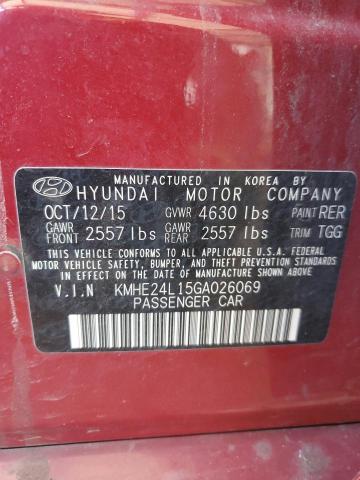 MANUFACTURED IN KOREA BY
HYUNDAI MOTOR COMPANY
OCT/12/15 GVWR 4630 lbs PAINT RER
GAWR FRONT 2557 lbs GAWR REAR 2557 lbs TRIM TGG
THIS VEHICLE CONFORMS TO ALL APPLICABLE U.S.A. FEDERAL
MOTOR VEHICLE SAFETY, BUMPER, AND THEFT PREVENTION
STANDARDS IN EFFECT ON THE DATE OF MANUFACTURE SHOWN ABOVE.
V.I.N KMHE24L15GA026069
PASSENGER CAR